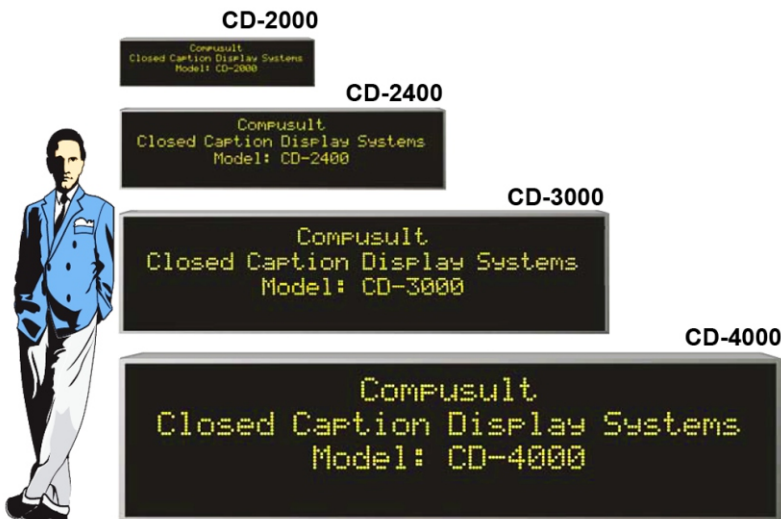 CD-2000
Compusult
Closed Caption Display Systems
Model: CD-2000
CD-2400
Compusult
Closed Caption Display Systems
Model: CD-2400
CD-3000
Compusult
Closed Caption Display Systems
Model: CD-3000
CD-4000
Compusult
Closed Caption Display Systems
Model: CD-4000